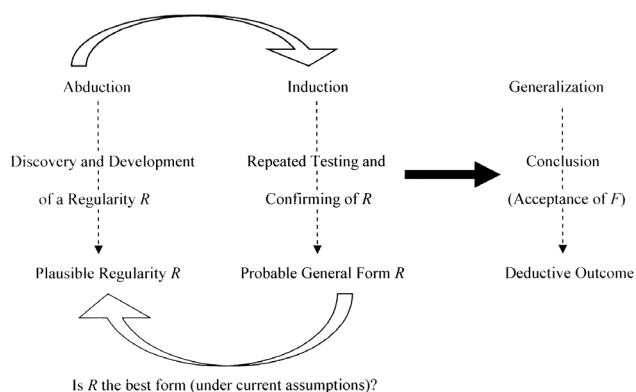 Abduction
Induction
Generalization
Discovery and Development
of a Regularity R
Repeated Testing and
Confirming of R
Conclusion
(Acceptance of F)
Plausible Regularity R
Probable General Form R
Deductive Outcome
Is R the best form (under current assumptions)?